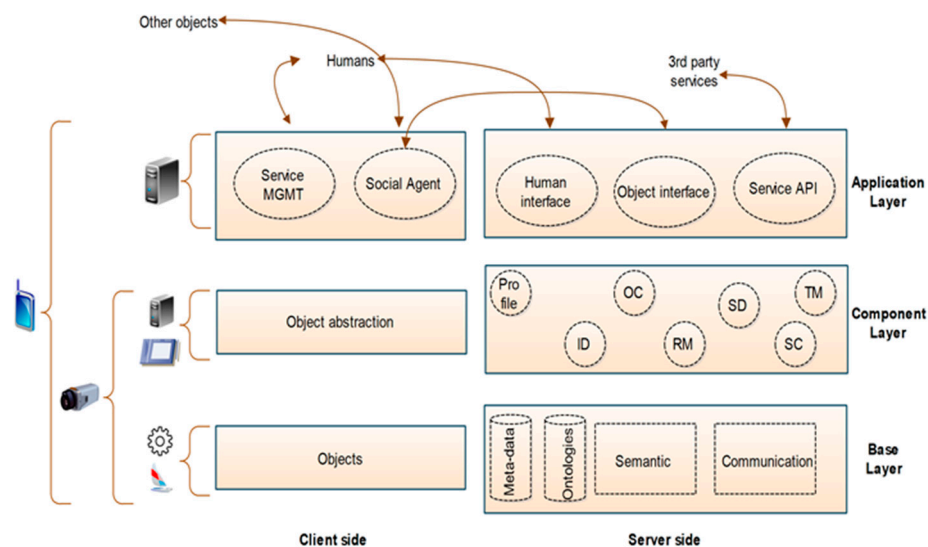 Other objects
Humans
3rd party
services
Service
MGMT
Social Agent
Human
interface
Object interface
Service API
Application
Layer
Object abstraction
Pro
file
OC
SD
TM
ID
RM
SC
Component
Layer
Objects
Meta-data
Ontologies
Semantic
Communication
Base
Layer
Client side
Server side